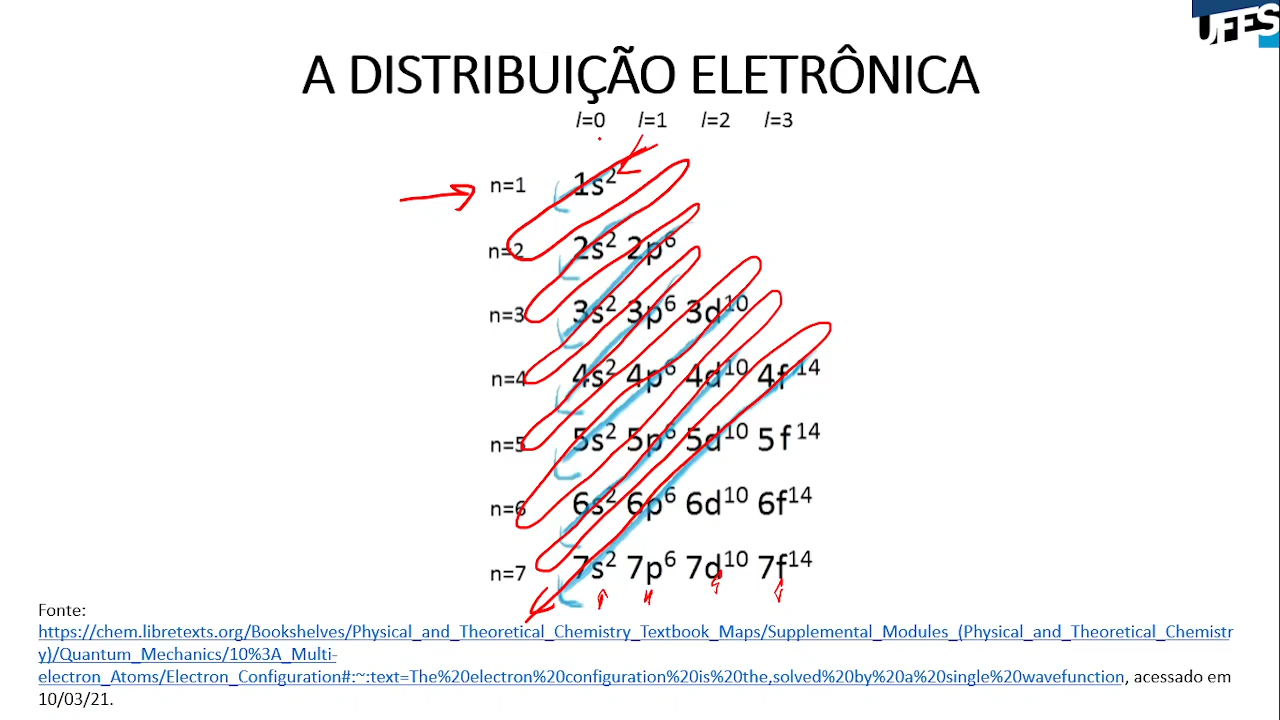 UFES
A DISTRIBUIÇÃO ELETRÔNICA
l=0 l=1 l=2 l=3
n=1 1s²
n=2 2s² 2p⁶
n=3 3s² 3p⁶ 3d¹⁰
n=4 4s² 4p⁶ 4d¹⁰ 4f¹⁴
n=5 5s² 5p⁶ 5d¹⁰ 5f¹⁴
n=6 6s² 6p⁶ 6d¹⁰ 6f¹⁴
n=7 7s² 7p⁶ 7d¹⁰ 7f¹⁴
Fonte:
https://chem.libretexts.org/Bookshelves/Physical_and_Theoretical_Chemistry_Textbook_Maps/Supplemental_Modules_(Physical_and_Theoretical_Chemistr
y)/Quantum_Mechanics/10%3A_Multi-
electron_Atoms/Electron_Configuration#:~:text=The%20electron%20configuration%20is%20the,solved%20by%20a%20single%20wavefunction, acessado em
10/03/21.